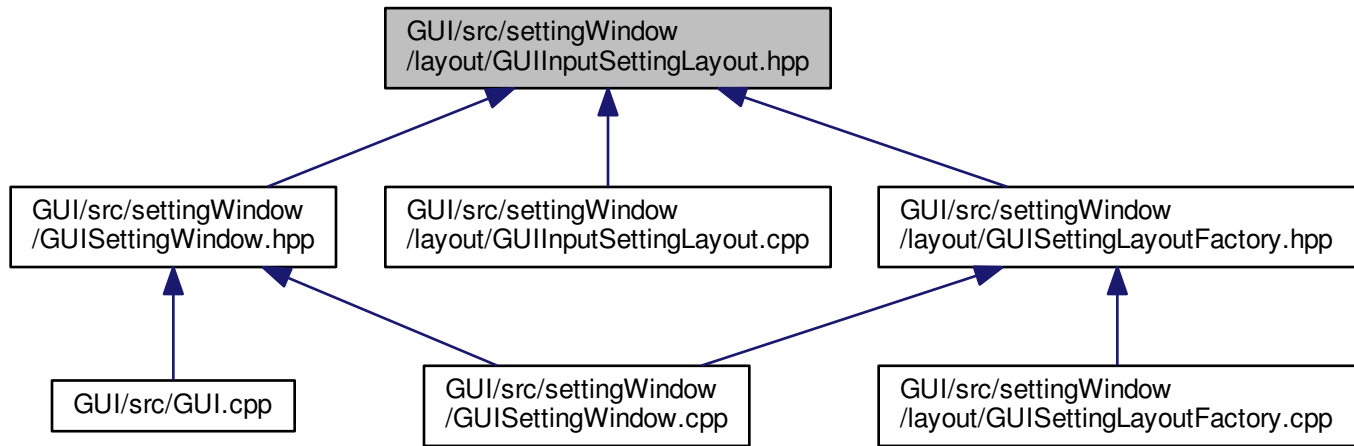 GUI/src/settingWindow
/layout/GUIInputSettingLayout.hpp
GUI/src/settingWindow
/GUISettingWindow.hpp
GUI/src/settingWindow
/layout/GUIInputSettingLayout.cpp
GUI/src/settingWindow
/layout/GUISettingLayoutFactory.hpp
GUI/src/GUI.cpp
GUI/src/settingWindow
/GUISettingWindow.cpp
GUI/src/settingWindow
/layout/GUISettingLayoutFactory.cpp